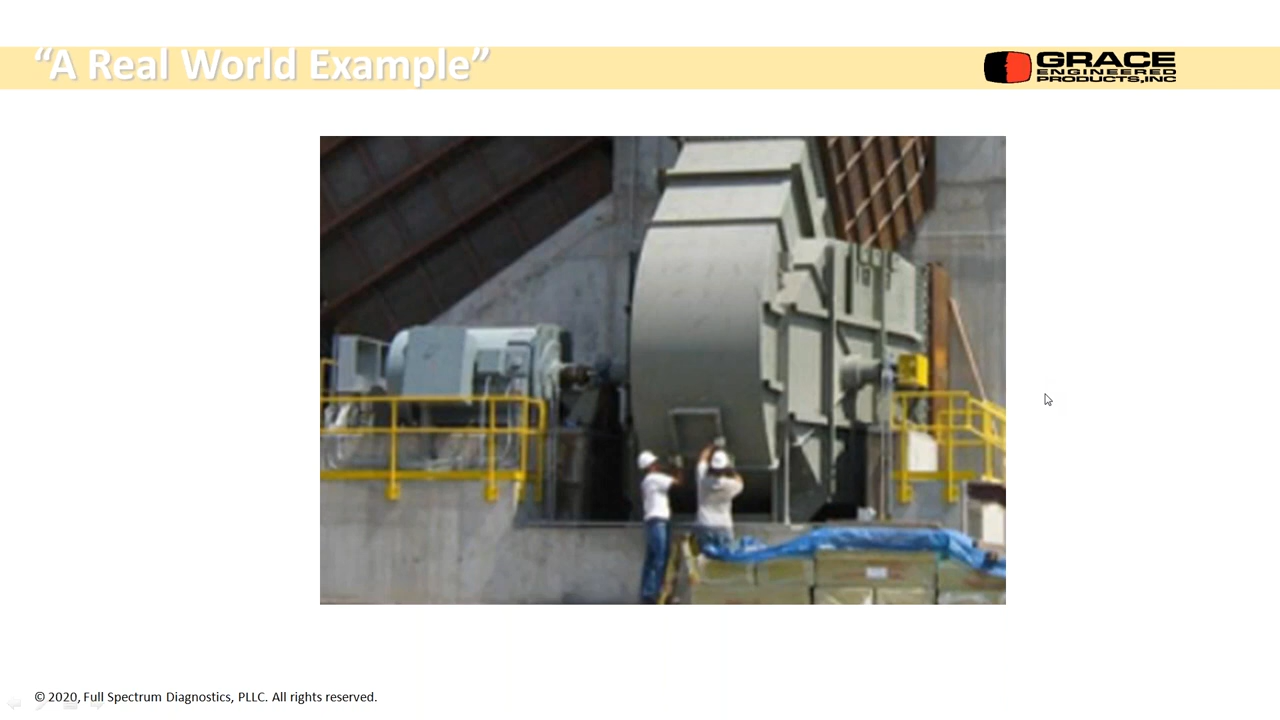 “A Real World Example”
GRACE
ENGINEERED
PRODUCTS,INC
© 2020, Full Spectrum Diagnostics, PLLC. All rights reserved.